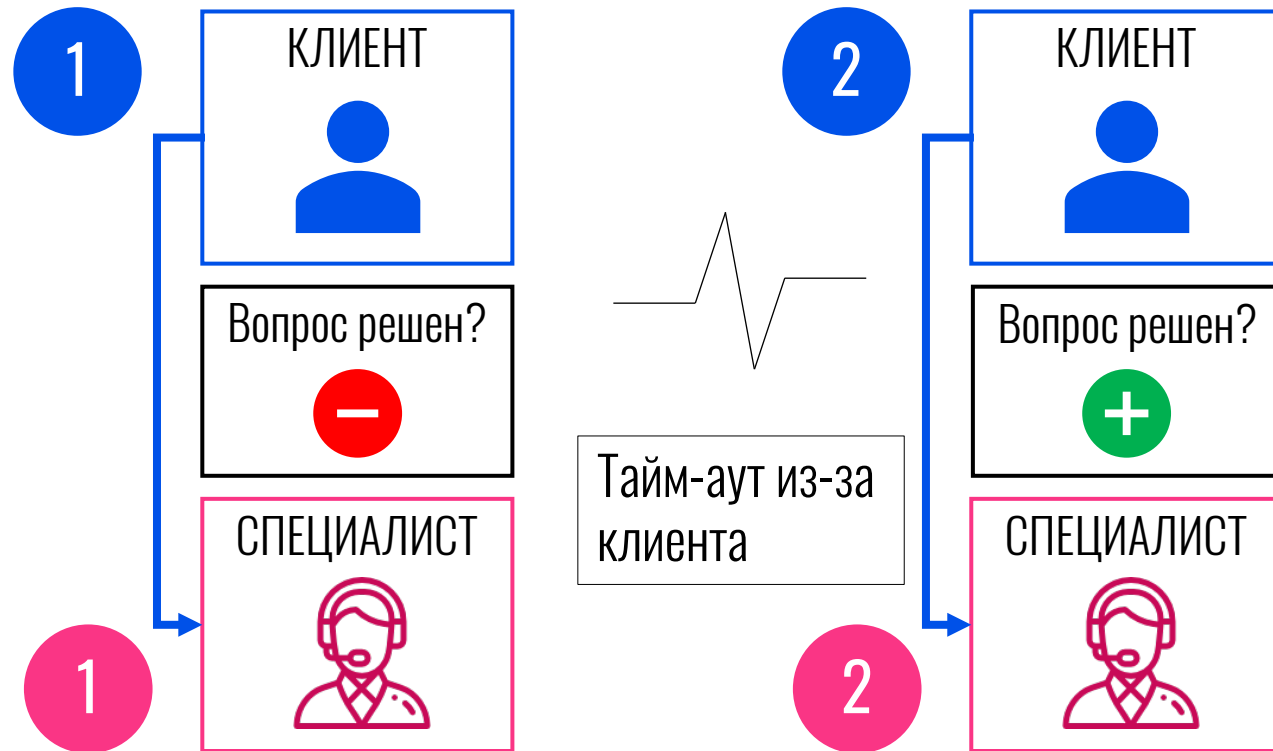 1
КЛИЕНТ
Вопрос решен?
СПЕЦИАЛИСТ
1
Тайм-аут из-за
клиента
2
КЛИЕНТ
Вопрос решен?
СПЕЦИАЛИСТ
2